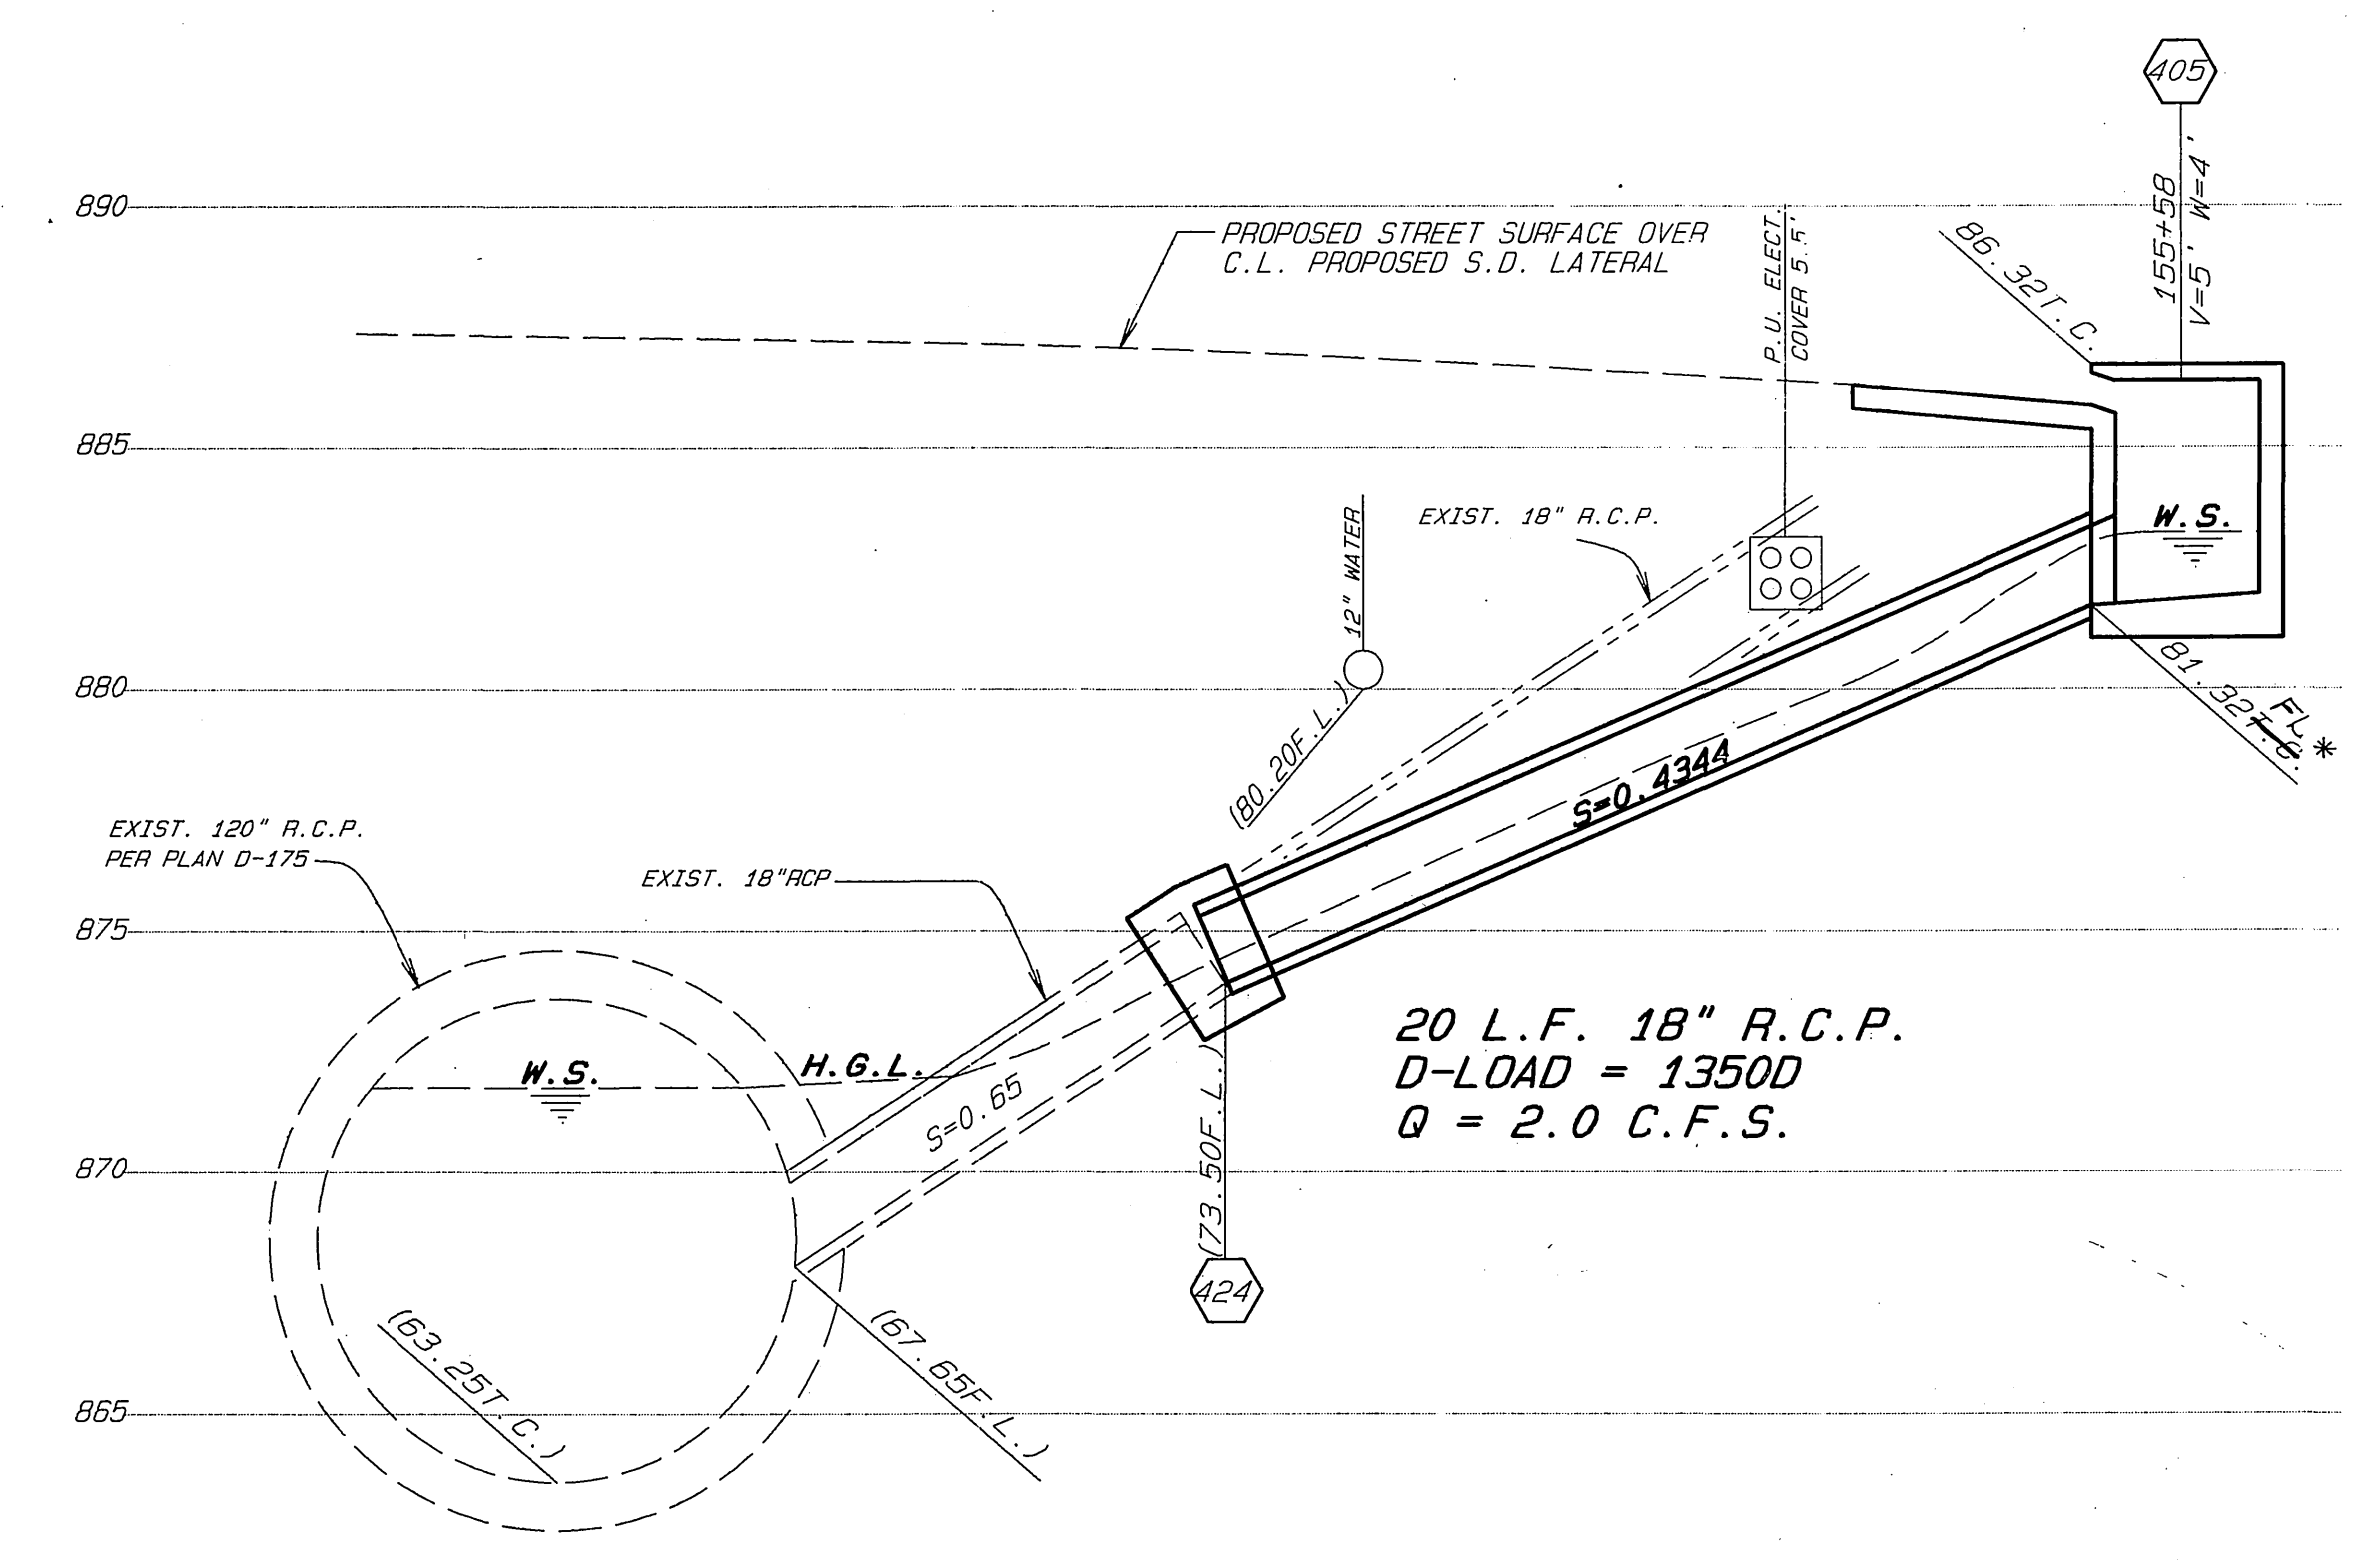 405
890
155+58
V=5' W=4'
PROPOSED STREET SURFACE OVER
C.L. PROPOSED S.D. LATERAL
P.U. ELECT.
COVER 5.5'
86.32T.C.
885
12" WATER
EXIST. 18" R.C.P.
W.S.
880
(80.20F.L.)
81.32T.C.
FL *
S=0.4344
EXIST. 120" R.C.P.
PER PLAN D-175
EXIST. 18"RCP
875
20 L.F. 18" R.C.P.
D-LOAD = 1350D
Q = 2.0 C.F.S.
W.S.
H.G.L.
S=0.65
870
(73.50F.L.)
424
(63.25T.C.)
(67.65F.L.)
865